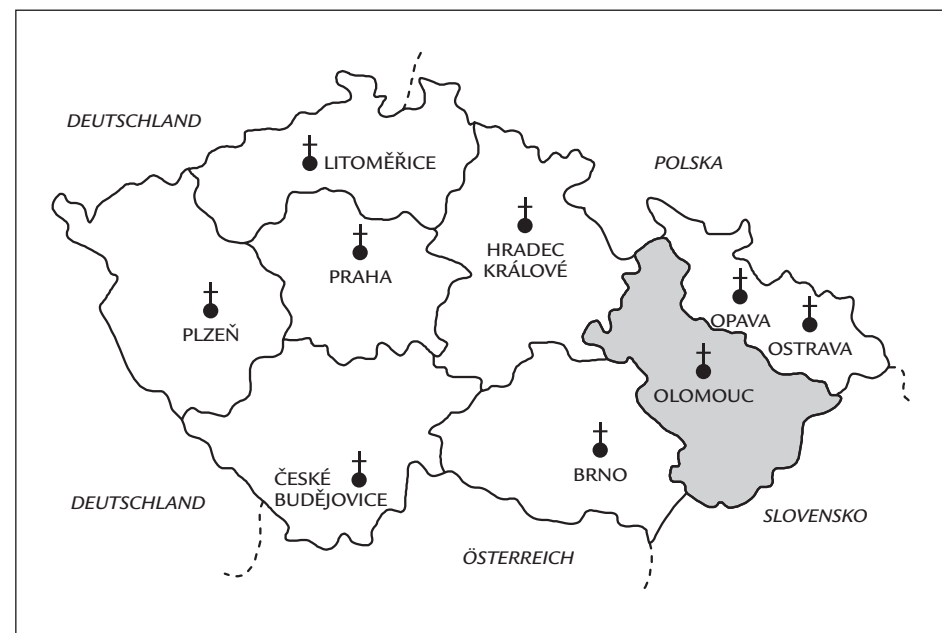 DEUTSCHLAND
POLSKA
LITOMĚŘICE
HRADEC
KRÁLOVÉ
PRAHA
OPAVA
PLZEŇ
OSTRAVA
OLOMOUC
ČESKÉ
BUDĚJOVICE
BRNO
DEUTSCHLAND
SLOVENSKO
ÖSTERREICH